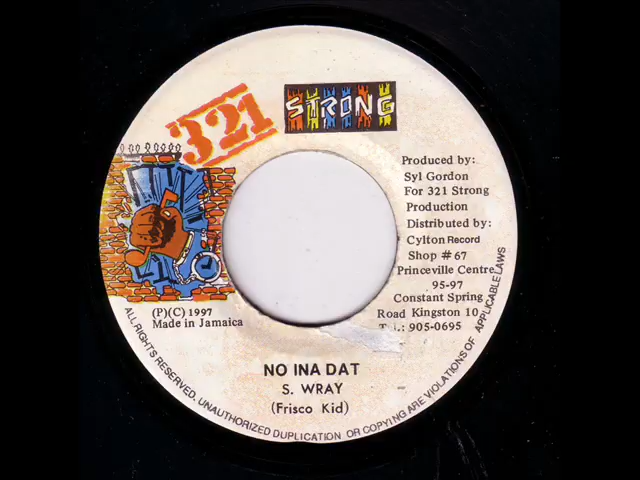 321
STRONG
Produced by:
Syl Gordon
For 321 Strong
Production
Distributed by:
Cylton Record
Shop # 67
Princeville Centre
95-97
Constant Spring
Road Kingston 10
905-0695
(P)(C) 1997
Made in Jamaica
NO INA DAT
S. WRAY
(Frisco Kid)
ALL RIGHTS RESERVED. UNAUTHORIZED DUPLICATION OR COPYING ARE VIOLATIONS OF APPLICABLE LAWS